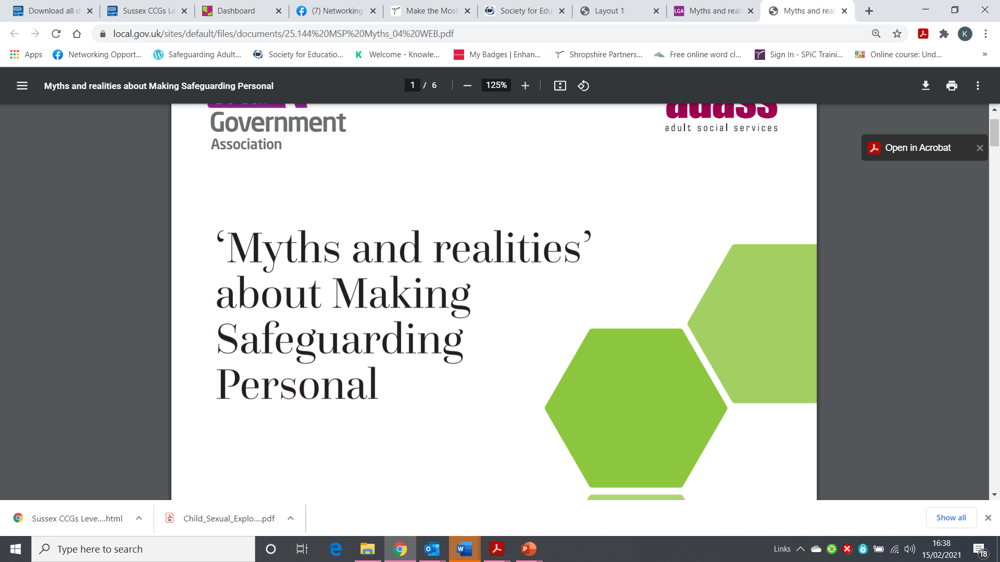 Download all d
Sussex CCGs Le
Dashboard
(7) Networking
Make the Most
Society for Edu
Layout 1
LGA
Myths and reali
Myths and real
local.gov.uk/sites/default/files/documents/25.144%20MSP%20Myths_04%20WEB.pdf
K
Apps
Networking Opport...
Safeguarding Adult...
Society for Educatio...
Welcome - Knowle...
My Badges | Enhan...
Shropshire Partners...
Free online word cl...
Sign In - SPiC Traini...
Online course: Und...
»
Myths and realities about Making Safeguarding Personal
1 / 6
125%
Government
Association
adass
adult social services
Open in Acrobat
‘Myths and realities’
about Making
Safeguarding
Personal
Sussex CCGs Leve....html
Child_Sexual_Explo....pdf
Show all
Type here to search
Links
16:38
15/02/2021
18